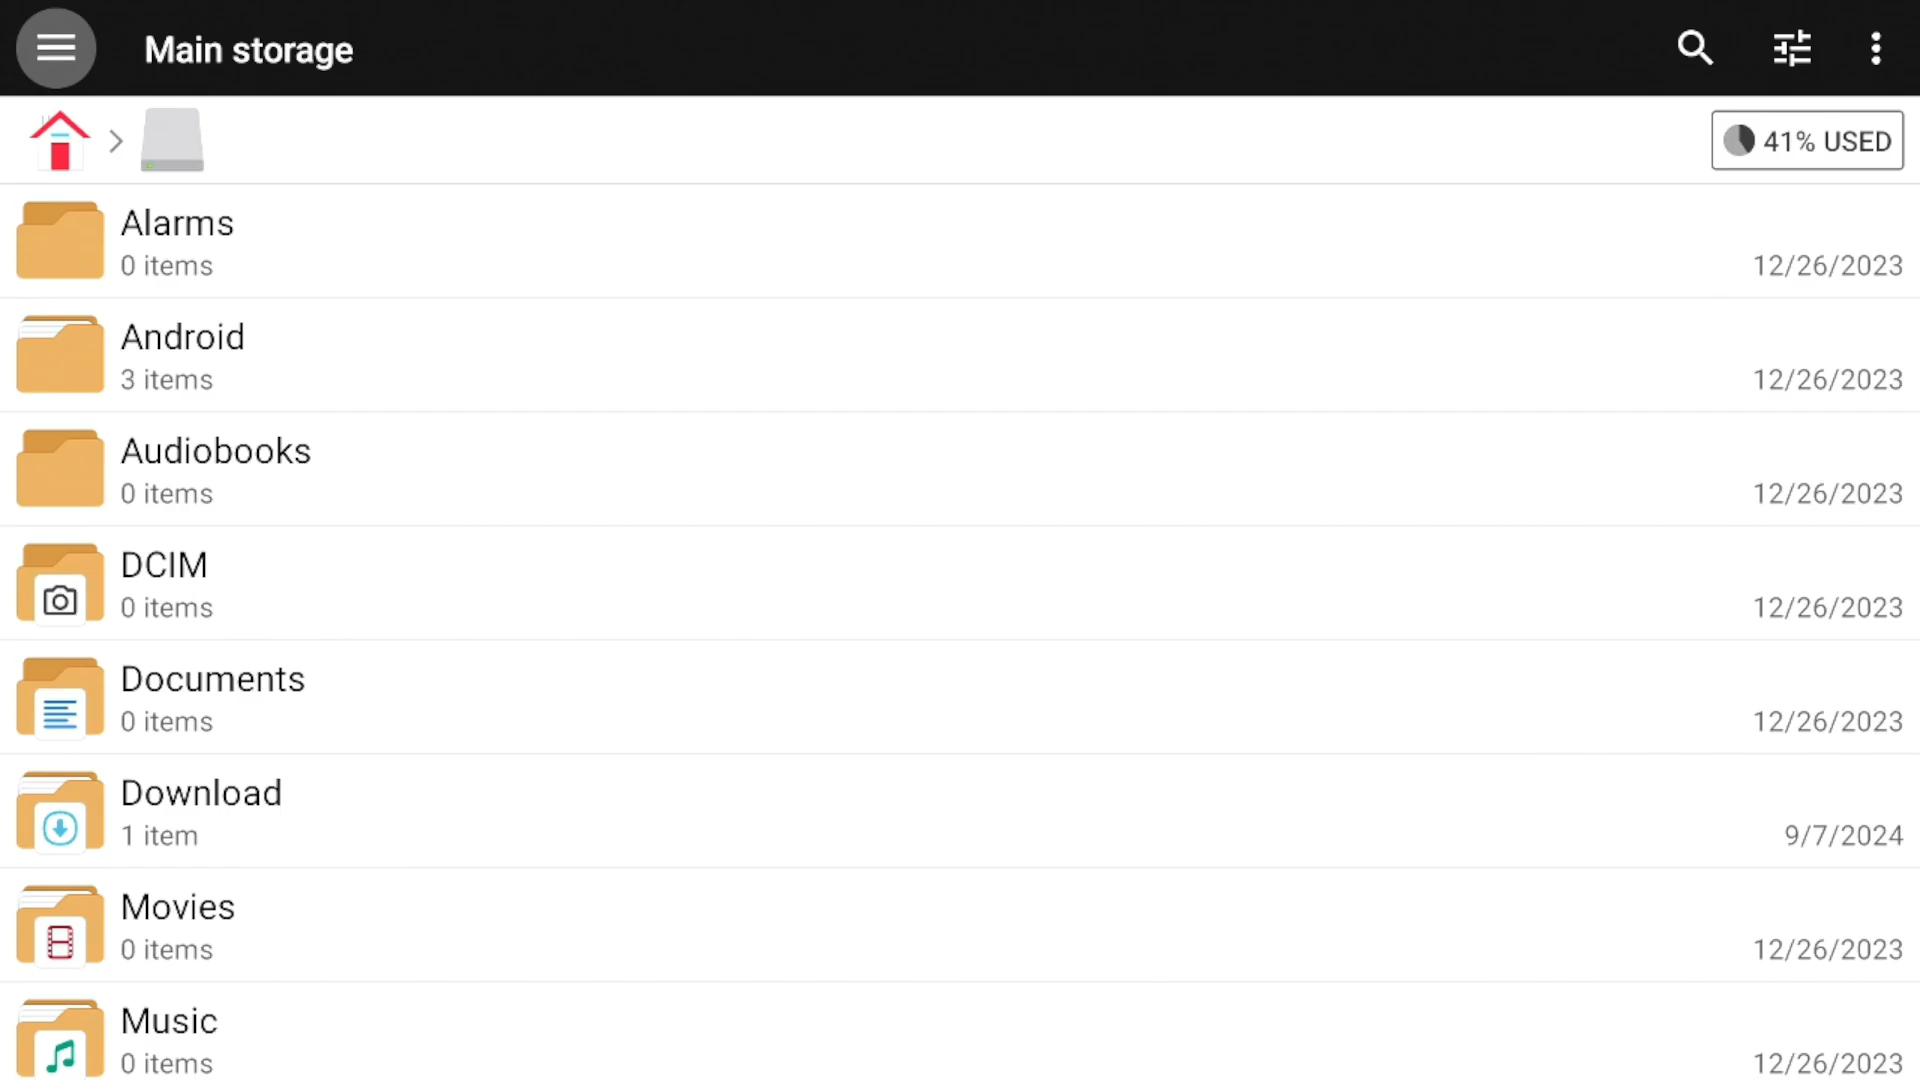 Main storage
41% USED
Alarms
0 items
12/26/2023
Android
3 items
12/26/2023
Audiobooks
0 items
12/26/2023
DCIM
0 items
12/26/2023
Documents
0 items
12/26/2023
Download
1 item
9/7/2024
Movies
0 items
12/26/2023
Music
0 items
12/26/2023